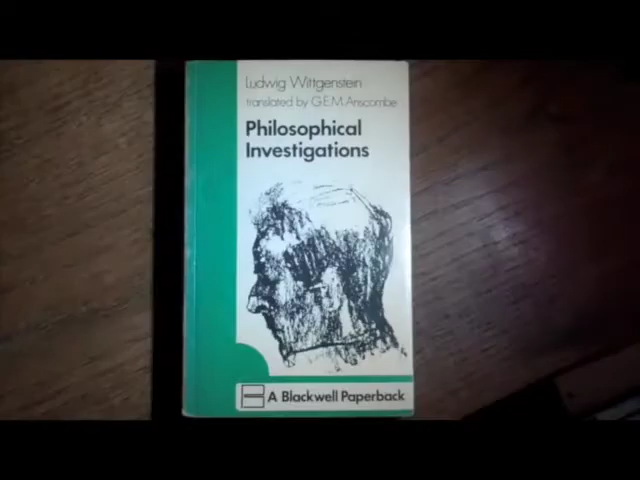 Ludwig Wittgenstein
translated by G.E.M. Anscombe
Philosophical
Investigations
A Blackwell Paperback